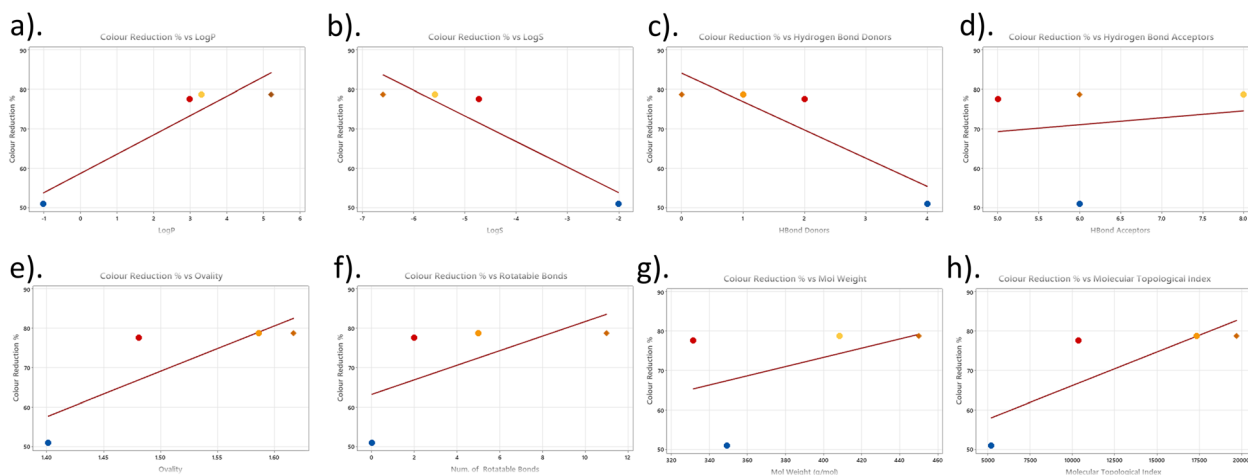 a).
Colour Reduction % vs LogP
Colour Reduction %
90
80
70
60
50
-1 0 1 2 3 4 5 6
LogP
b).
Colour Reduction % vs LogS
Colour Reduction %
90
80
70
60
50
-7 -6 -5 -4 -3 -2
LogS
c).
Colour Reduction % vs Hydrogen Bond Donors
Colour Reduction %
90
80
70
60
50
0 1 2 3 4
HBond Donors
d).
Colour Reduction % vs Hydrogen Bond Acceptors
Colour Reduction %
90
80
70
60
50
5.0 5.5 6.0 6.5 7.0 7.5 8.0
HBond Acceptors
e).
Colour Reduction % vs Ovality
Colour Reduction %
90
80
70
60
50
1.40 1.45 1.50 1.55 1.60
Ovality
f).
Colour Reduction % vs Rotatable Bonds
Colour Reduction %
90
80
70
60
50
0 2 4 6 8 10 12
Num. of Rotatable Bonds
g).
Colour Reduction % vs Mol Weight
Colour Reduction %
90
80
70
60
50
320 340 360 380 400 420 440 460
Mol Weight (g/mol)
h).
Colour Reduction % vs Molecular Topological Index
Colour Reduction %
90
80
70
60
50
5000 7500 10000 12500 15000 17500 20000
Molecular Topological Index